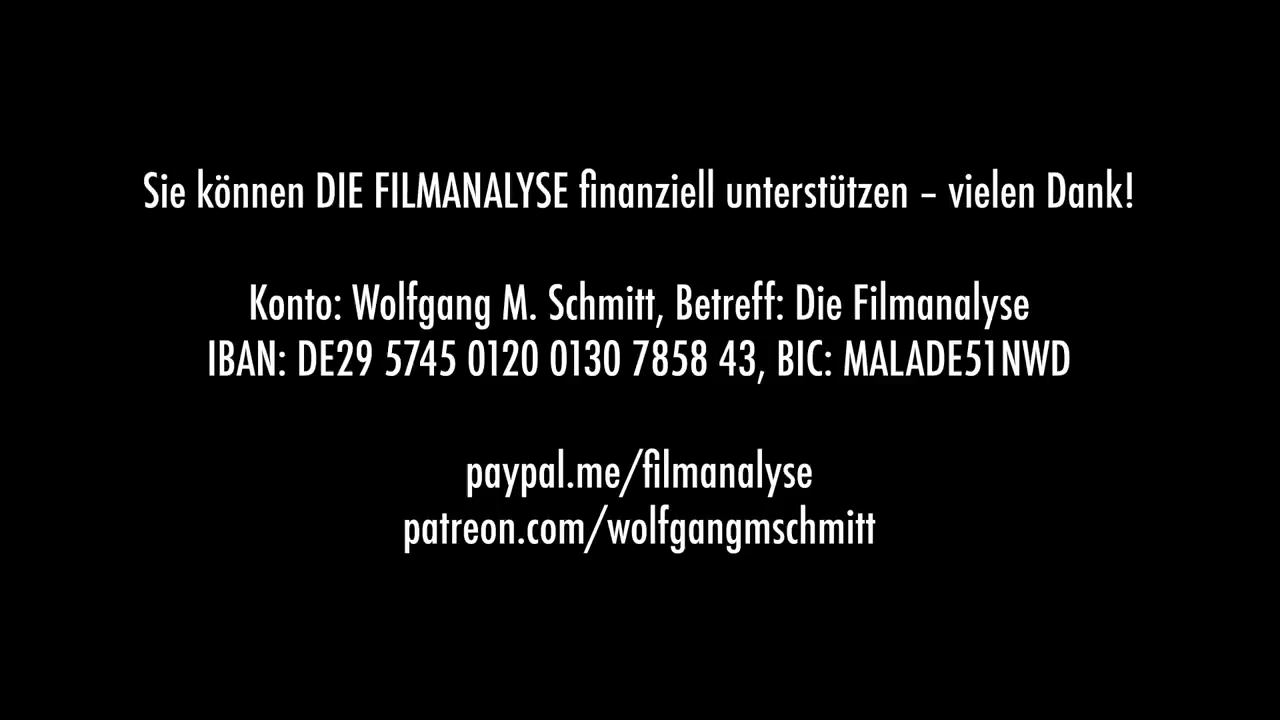 Sie können DIE FILMANALYSE finanziell unterstützen – vielen Dank!
Konto: Wolfgang M. Schmitt, Betreff: Die Filmanalyse
IBAN: DE29 5745 0120 0130 7858 43, BIC: MALADE51NWD
paypal.me/filmanalyse
patreon.com/wolfgangmschmitt